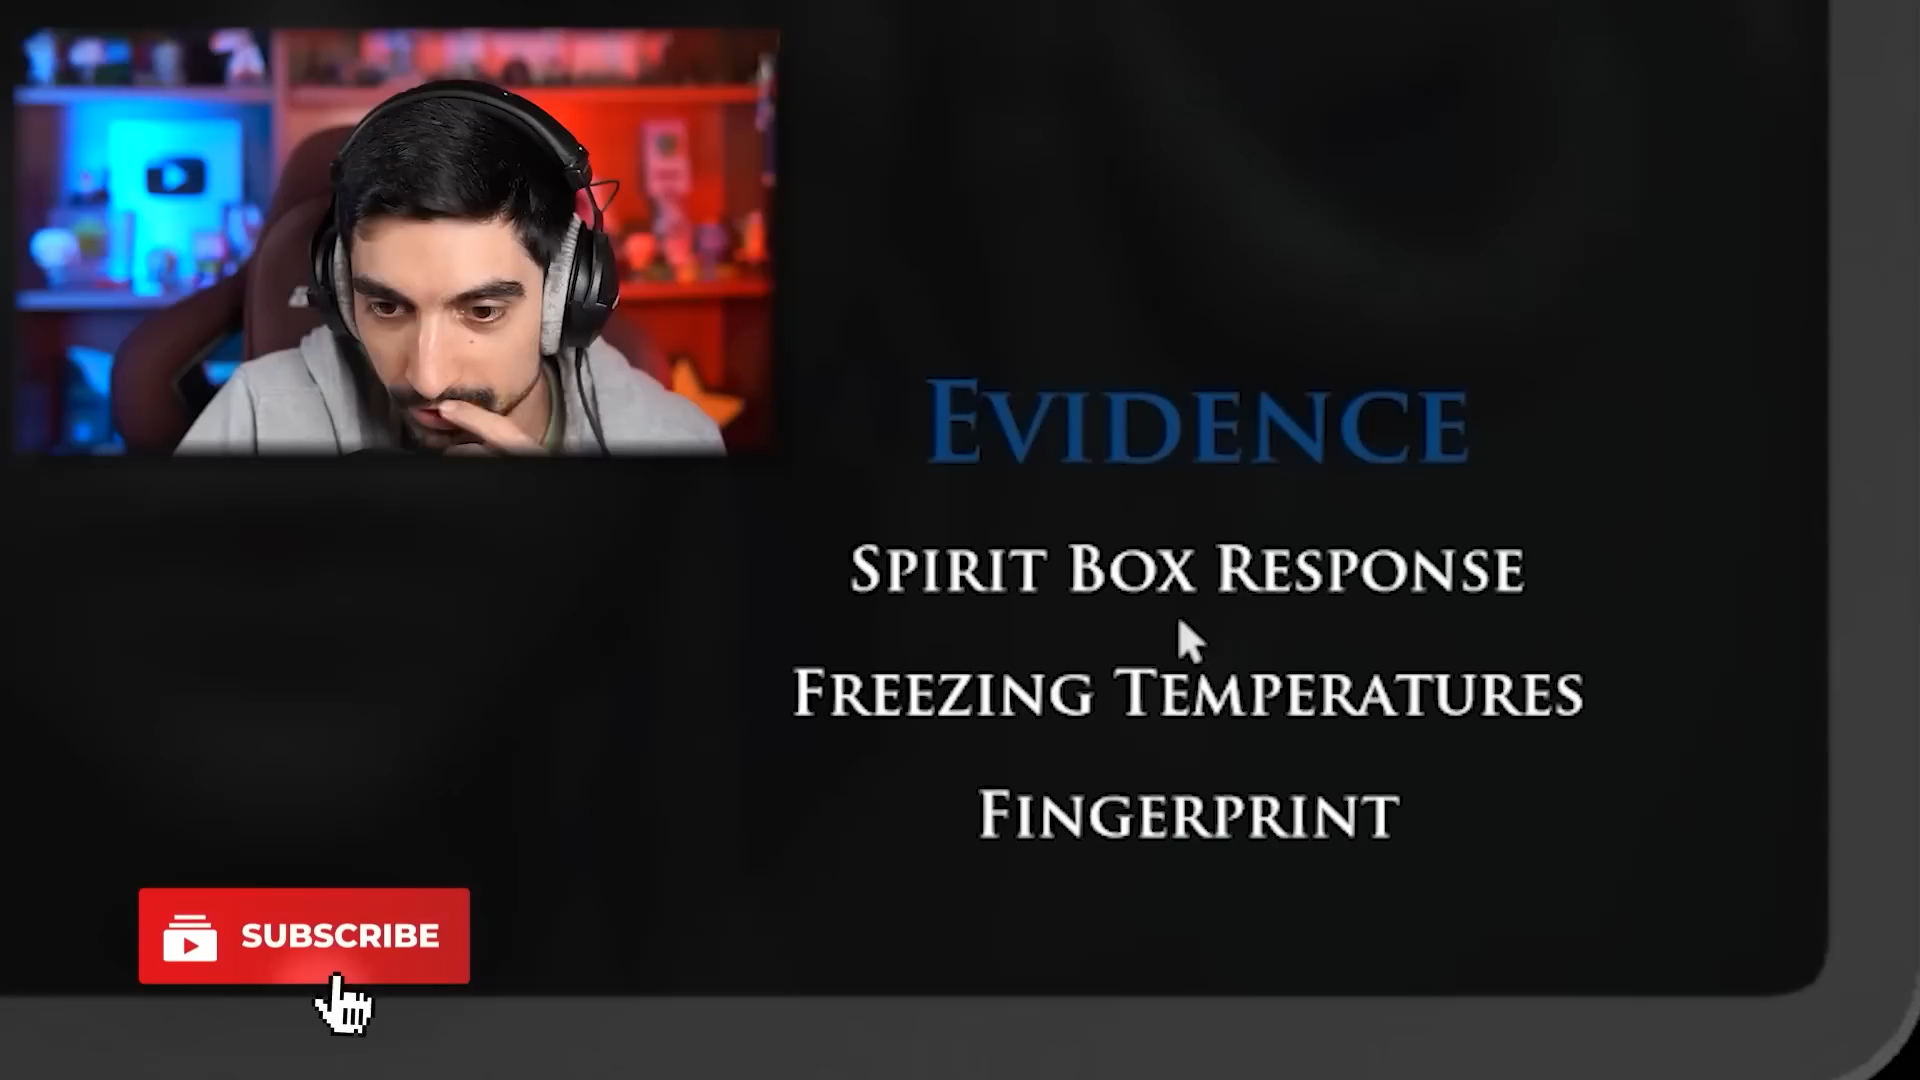 EVIDENCE
SPIRIT BOX RESPONSE
FREEZING TEMPERATURES
FINGERPRINT
SUBSCRIBE